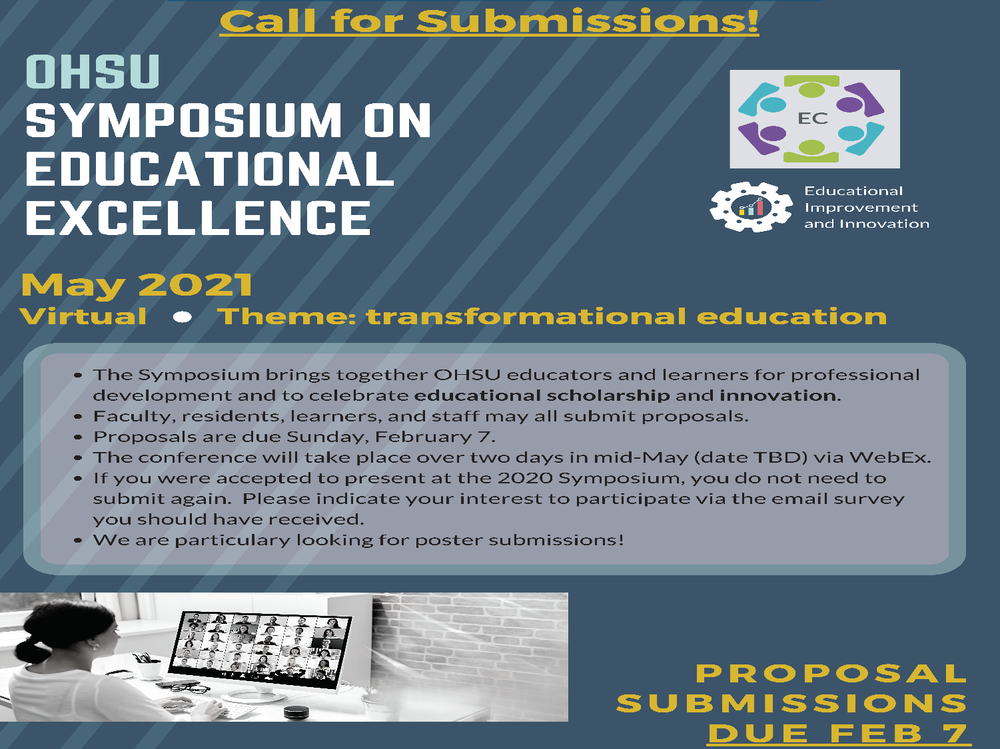 Call for Submissions!
OHSU
SYMPOSIUM ON
EDUCATIONAL
EXCELLENCE
EC
Educational
Improvement
and Innovation
May 2021
Virtual ● Theme: transformational education
• The Symposium brings together OHSU educators and learners for professional
development and to celebrate educational scholarship and innovation.
• Faculty, residents, learners, and staff may all submit proposals.
• Proposals are due Sunday, February 7.
• The conference will take place over two days in mid-May (date TBD) via WebEx.
• If you were accepted to present at the 2020 Symposium, you do not need to
submit again. Please indicate your interest to participate via the email survey
you should have received.
• We are particulary looking for poster submissions!
PROPOSAL
SUBMISSIONS
DUE FEB 7